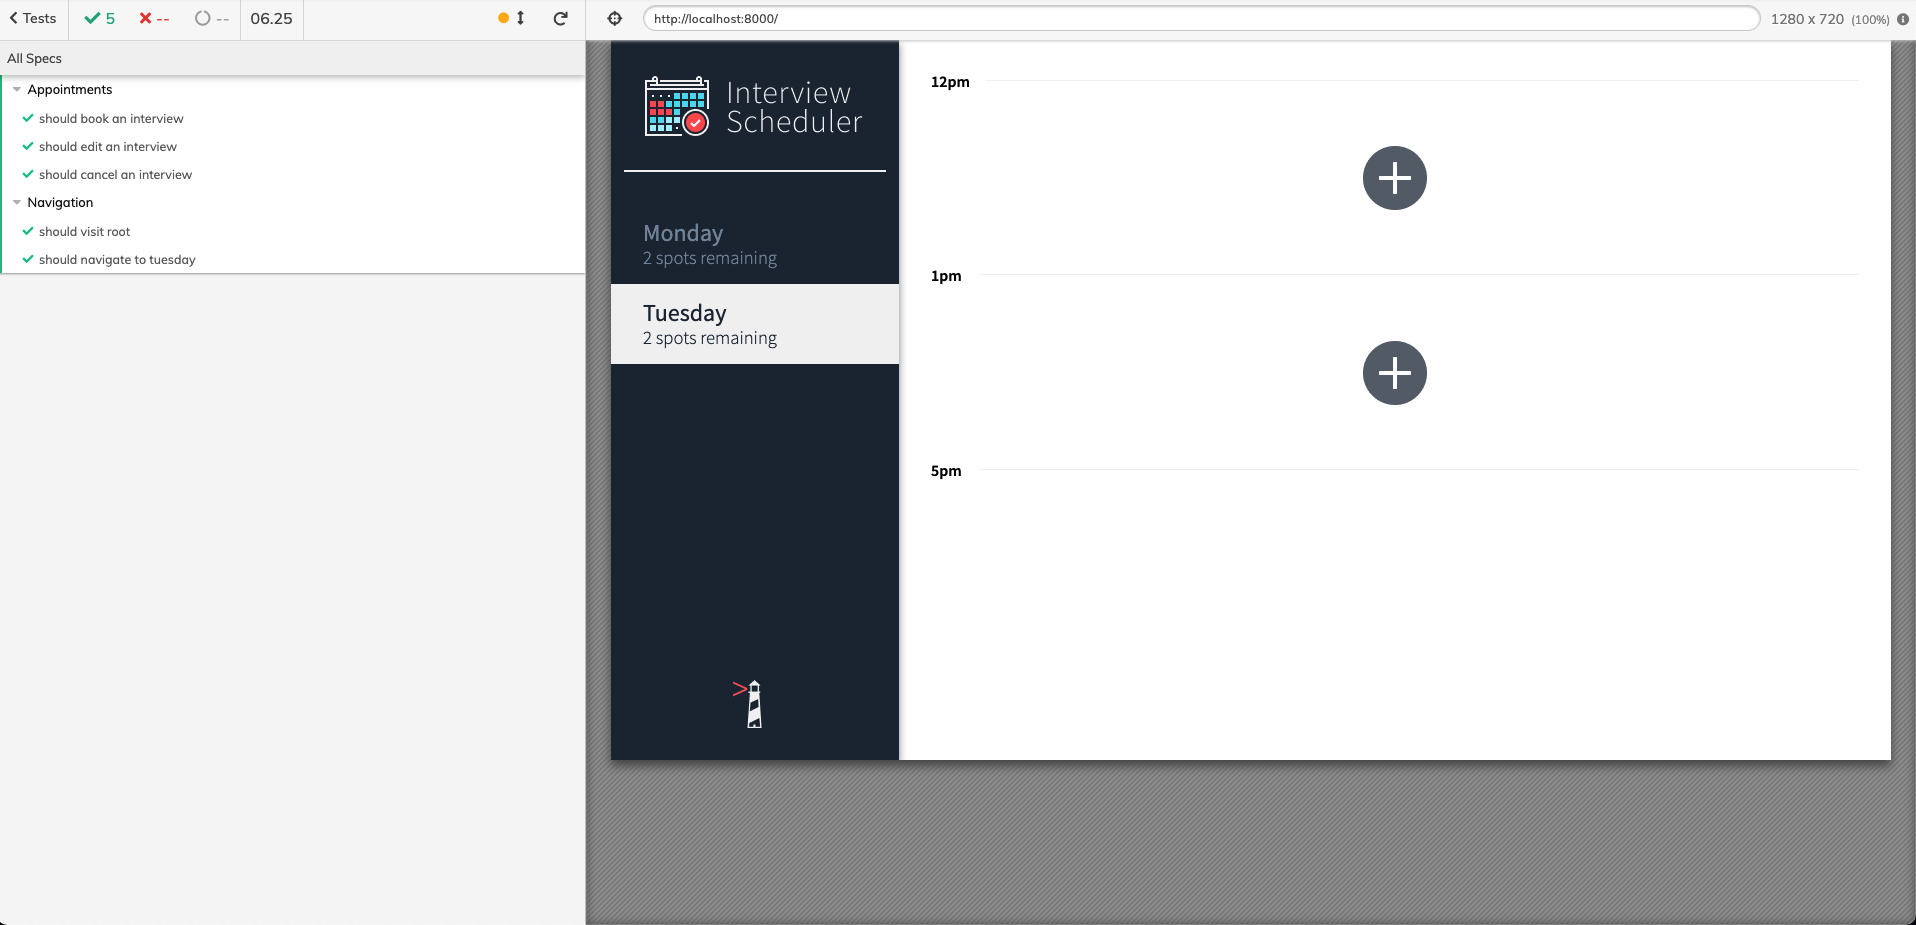 Tests 5 -- -- 06.25
http://localhost:8000/
1280 x 720 (100%)
All Specs
Appointments
should book an interview
should edit an interview
should cancel an interview
Navigation
should visit root
should navigate to tuesday
Interview
Scheduler
Monday
2 spots remaining
Tuesday
2 spots remaining
12pm
1pm
5pm